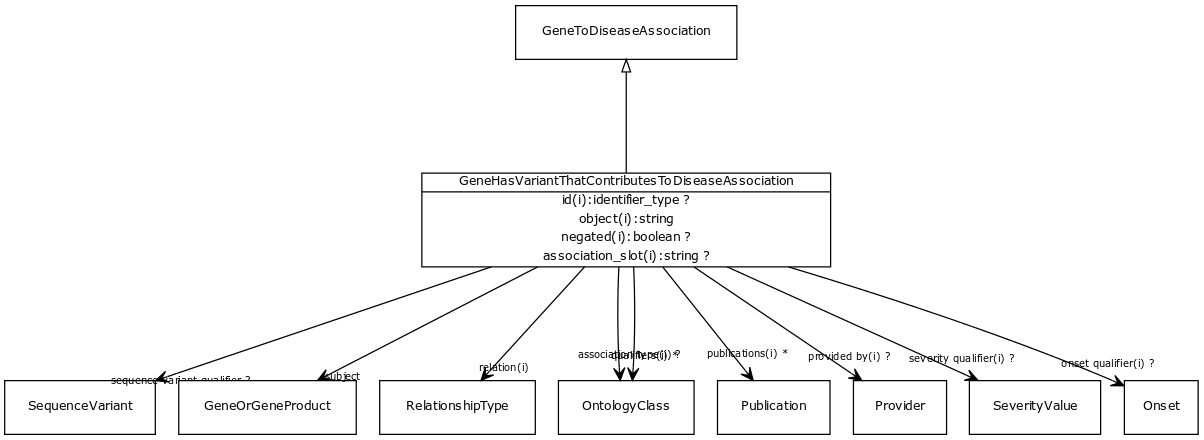 GeneToDiseaseAssociation
GeneHasVariantThatContributesToDiseaseAssociation
id(i):identifier_type ?
object(i):string
negated(i):boolean ?
association_slot(i):string ?
sequence variant qualifier ?
subject
relation(i)
association type(i) ?
qualifiers(i) *
publications(i) *
provided by(i) ?
severity qualifier(i) ?
onset qualifier(i) ?
SequenceVariant
GeneOrGeneProduct
RelationshipType
OntologyClass
Publication
Provider
SeverityValue
Onset